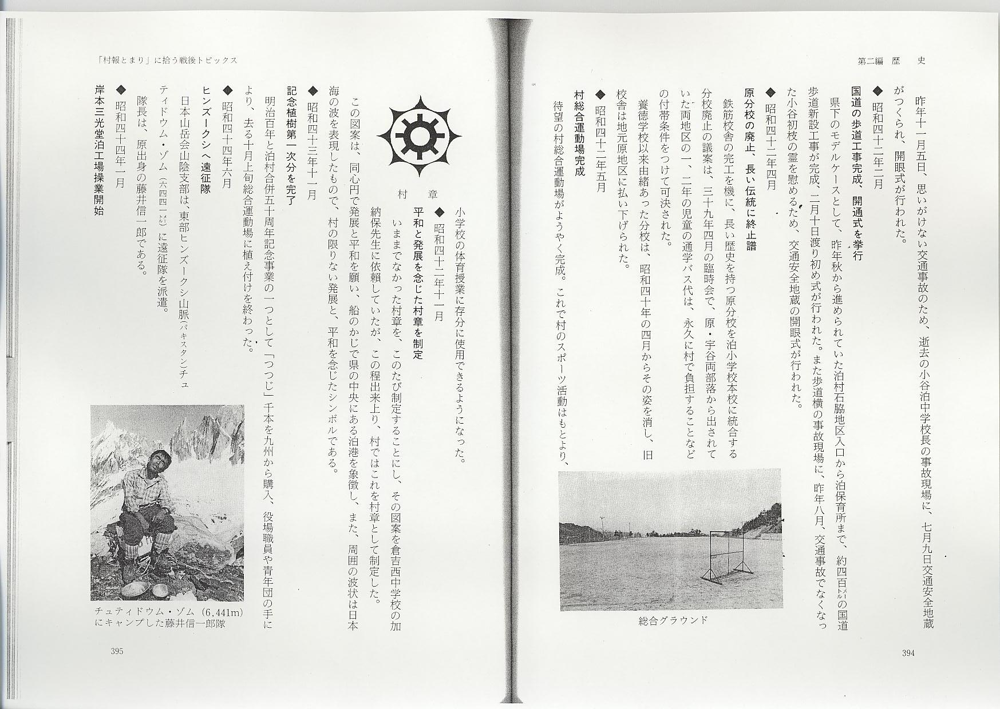 第二編 歴 史
昨年十一月五日、思いがけない交通事故のため、逝去の小谷泊中学校長の事故現場に、七月九日交通安全地蔵
がつくられ、開眼式が行われた。
◆ 昭和四十二年二月
国道の歩道工事完成、開通式を挙行
県下のモデルケースとして、昨年秋から進められていた泊村石脇地区入口から泊保育所まで、約四百メートルの国道
歩道新設工事が完成、二月十日渡り初め式が行われた。また歩道横の事故現場に、昨年八月、交通事故でなくなっ
た小谷初枝の霊を慰めるため、交通安全地蔵の開眼式が行われた。
◆ 昭和四十二年四月
原分校の廃止、長い伝統に終止譜
鉄筋校舎の完工を機に、長い歴史を持つ原分校を泊小学校本校に統合する
分校廃止の議案は、三十九年四月の臨時会で、原・宇谷両部落から出されて
いた両地区の一、二年の児童の通学バス代は、永久に村で負担することなど
の付帯条件をつけて可決された。
養徳学校以来由緒あった分校は、昭和四十年の四月からその姿を消し、旧
校舎は地元原地区に払い下げられた。
◆ 昭和四十二年五月
村総合運動場完成
待望の村総合運動場がようやく完成。これで村のスポーツ活動はもとより、
総合グラウンド
394
「村報とまり」に拾う戦後トピックス
小学校の体育授業に存分に使用できるようになった。
◆ 昭和四二年十一月
平和と発展を念じた村章を制定
いままでなかった村章を、このたび制定することにし、その図案を倉吉西中学校の加
納保先生に依頼していたが、この程出来上り、村ではこれを村章として制定した。
村 章
この図案は、同心円で発展と平和を願い、船のかじで県の中央にある泊港を象徴し、また、周囲の波状は日本
海の波を表現したもので、村の限りない発展と、平和を念じたシンボルである。
◆ 昭和四十三年十一月
記念植樹第一次分を完了
明治百年と泊村合併五十周年記念事業の一つとして「つつじ」千本を九州から購入、役場職員や青年団の手に
より、去る十月上旬総合運動場に植え付けを終わった。
◆ 昭和四十四年六月
ヒンズークシへ遠征隊
日本山岳会山陰支部は、東部ヒンズークシ山脈(パキスタン)チュ
ティドウム・ゾム(六四四一メートル)に遠征隊を派遣。
隊長は、原出身の藤井信一郎である。
◆ 昭和四十四年一月
岸本三光堂泊工場操業開始
チュティドウム・ゾム (6,441m)
にキャンプした藤井信一郎隊
395